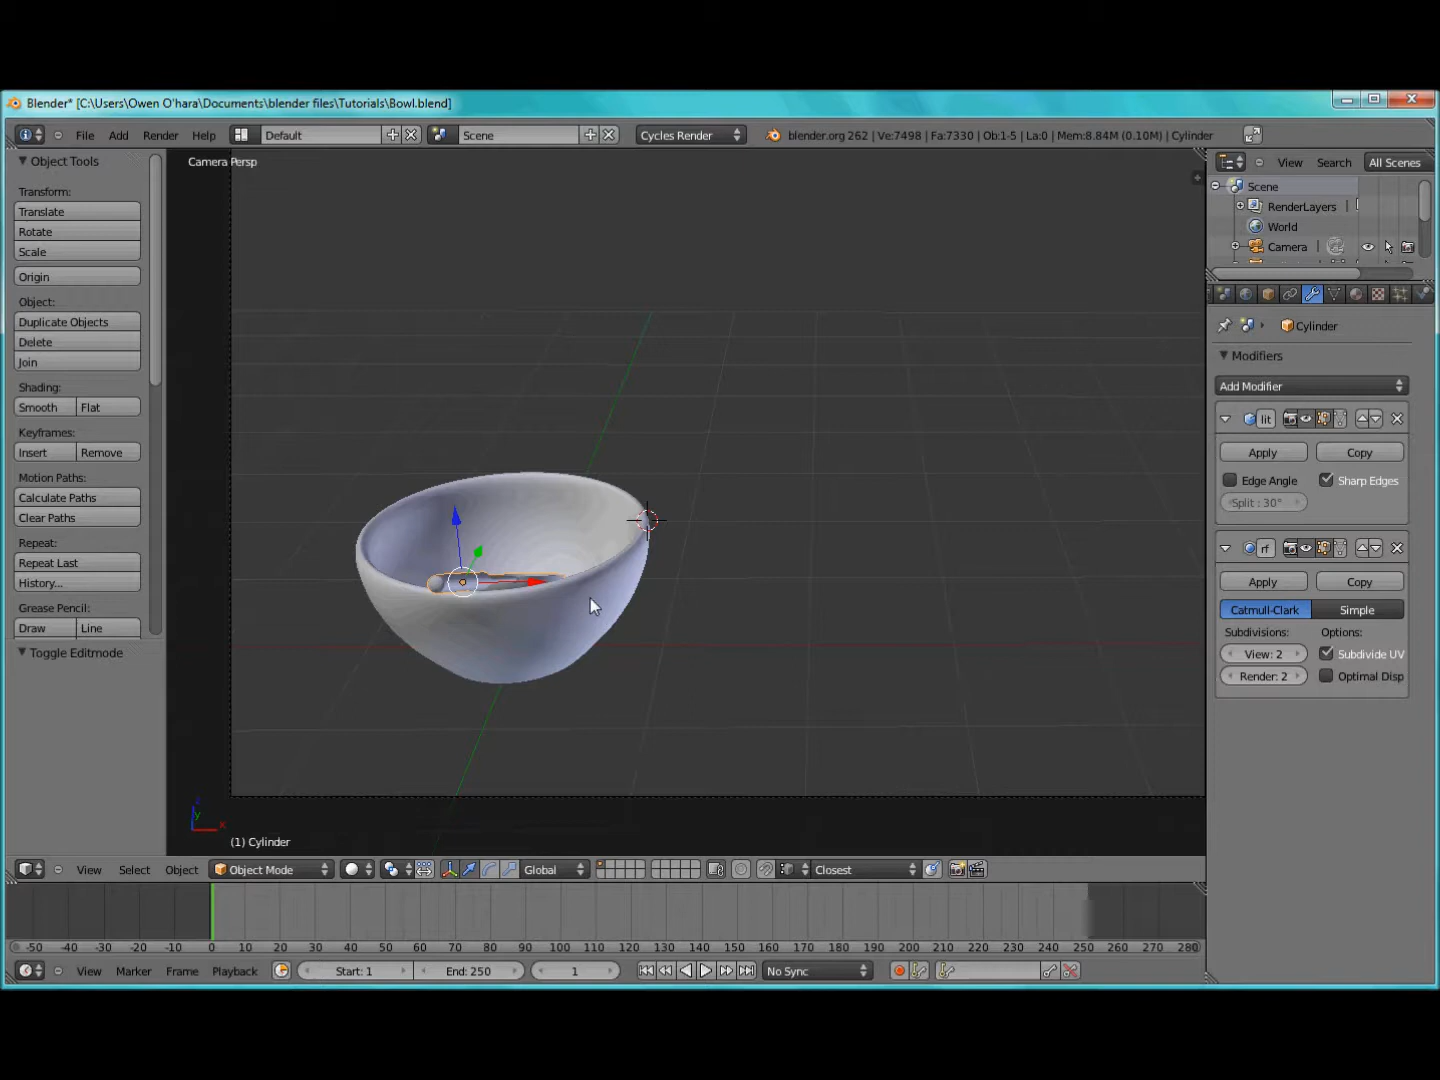 Blender* [C:\Users\Owen O'hara\Documents\blender files\Tutorials\Bowl.blend]
File Add Render Help Default Scene Cycles Render blender.org 262 | Ve:7498 | Fa:7330 | Ob:1-5 | La:0 | Mem:8.84M (0.10M) | Cylinder
Object Tools
Transform:
Translate
Rotate
Scale
Origin
Object:
Duplicate Objects
Delete
Join
Shading:
Smooth Flat
Keyframes:
Insert Remove
Motion Paths:
Calculate Paths
Clear Paths
Repeat:
Repeat Last
History...
Grease Pencil:
Draw Line
Toggle Editmode
Camera Persp
z
y
x
(1) Cylinder
View Search All Scenes
Scene
RenderLayers |
World
Camera |
Cylinder
Modifiers
Add Modifier
lit
Apply Copy
Edge Angle Sharp Edges
Split : 30°
rf
Apply Copy
Catmull-Clark Simple
Subdivisions: Options:
View: 2 Subdivide UV
Render: 2 Optimal Disp
View Select Object Object Mode Global Closest
-50 -40 -30 -20 -10 0 10 20 30 40 50 60 70 80 90 100 110 120 130 140 150 160 170 180 190 200 210 220 230 240 250 260 270 280
View Marker Frame Playback Start: 1 End: 250 1 No Sync